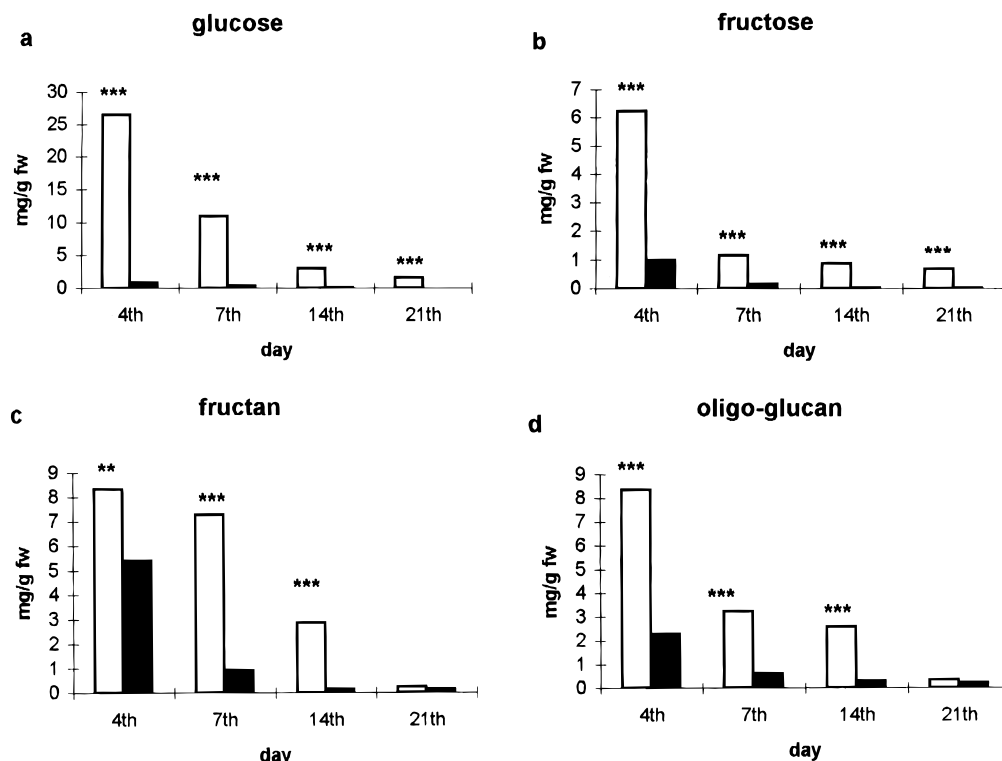 a
glucose
mg/g fw
30
25
20
15
10
5
0
***
***
***
***
4th 7th 14th 21th
day
b
fructose
mg/g fw
7
6
5
4
3
2
1
0
***
***
***
***
4th 7th 14th 21th
day
c
fructan
mg/g fw
9
8
7
6
5
4
3
2
1
0
**
***
***
4th 7th 14th 21th
day
d
oligo-glucan
mg/g fw
9
8
7
6
5
4
3
2
1
0
***
***
***
4th 7th 14th 21th
day